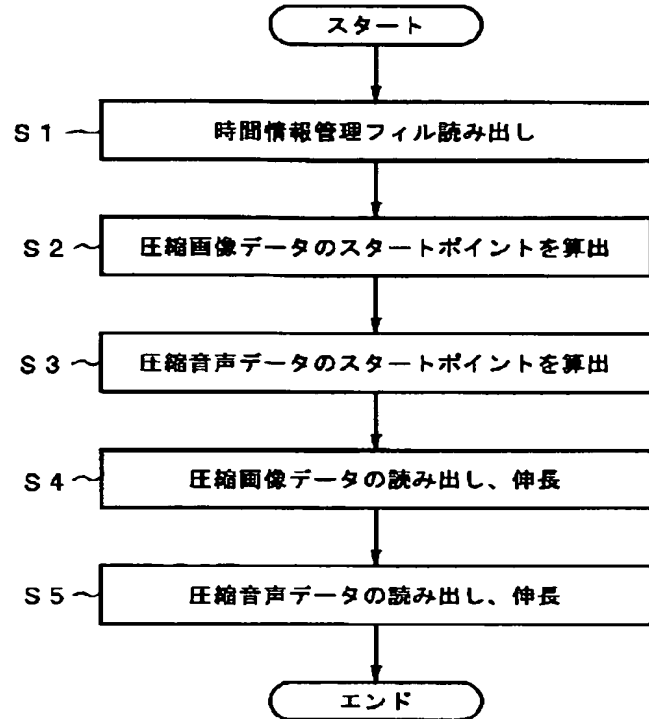 スタート
S1 時間情報管理フィル読み出し
S2 圧縮画像データのスタートポイントを算出
S3 圧縮音声データのスタートポイントを算出
S4 圧縮画像データの読み出し、伸長
S5 圧縮音声データの読み出し、伸長
エンド